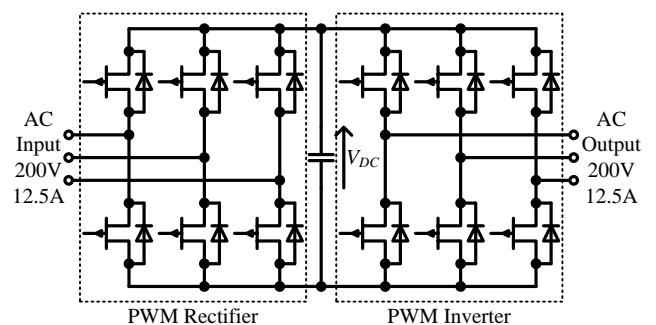 AC
Input
200V
12.5A
V_DC
AC
Output
200V
12.5A
PWM Rectifier
PWM Inverter